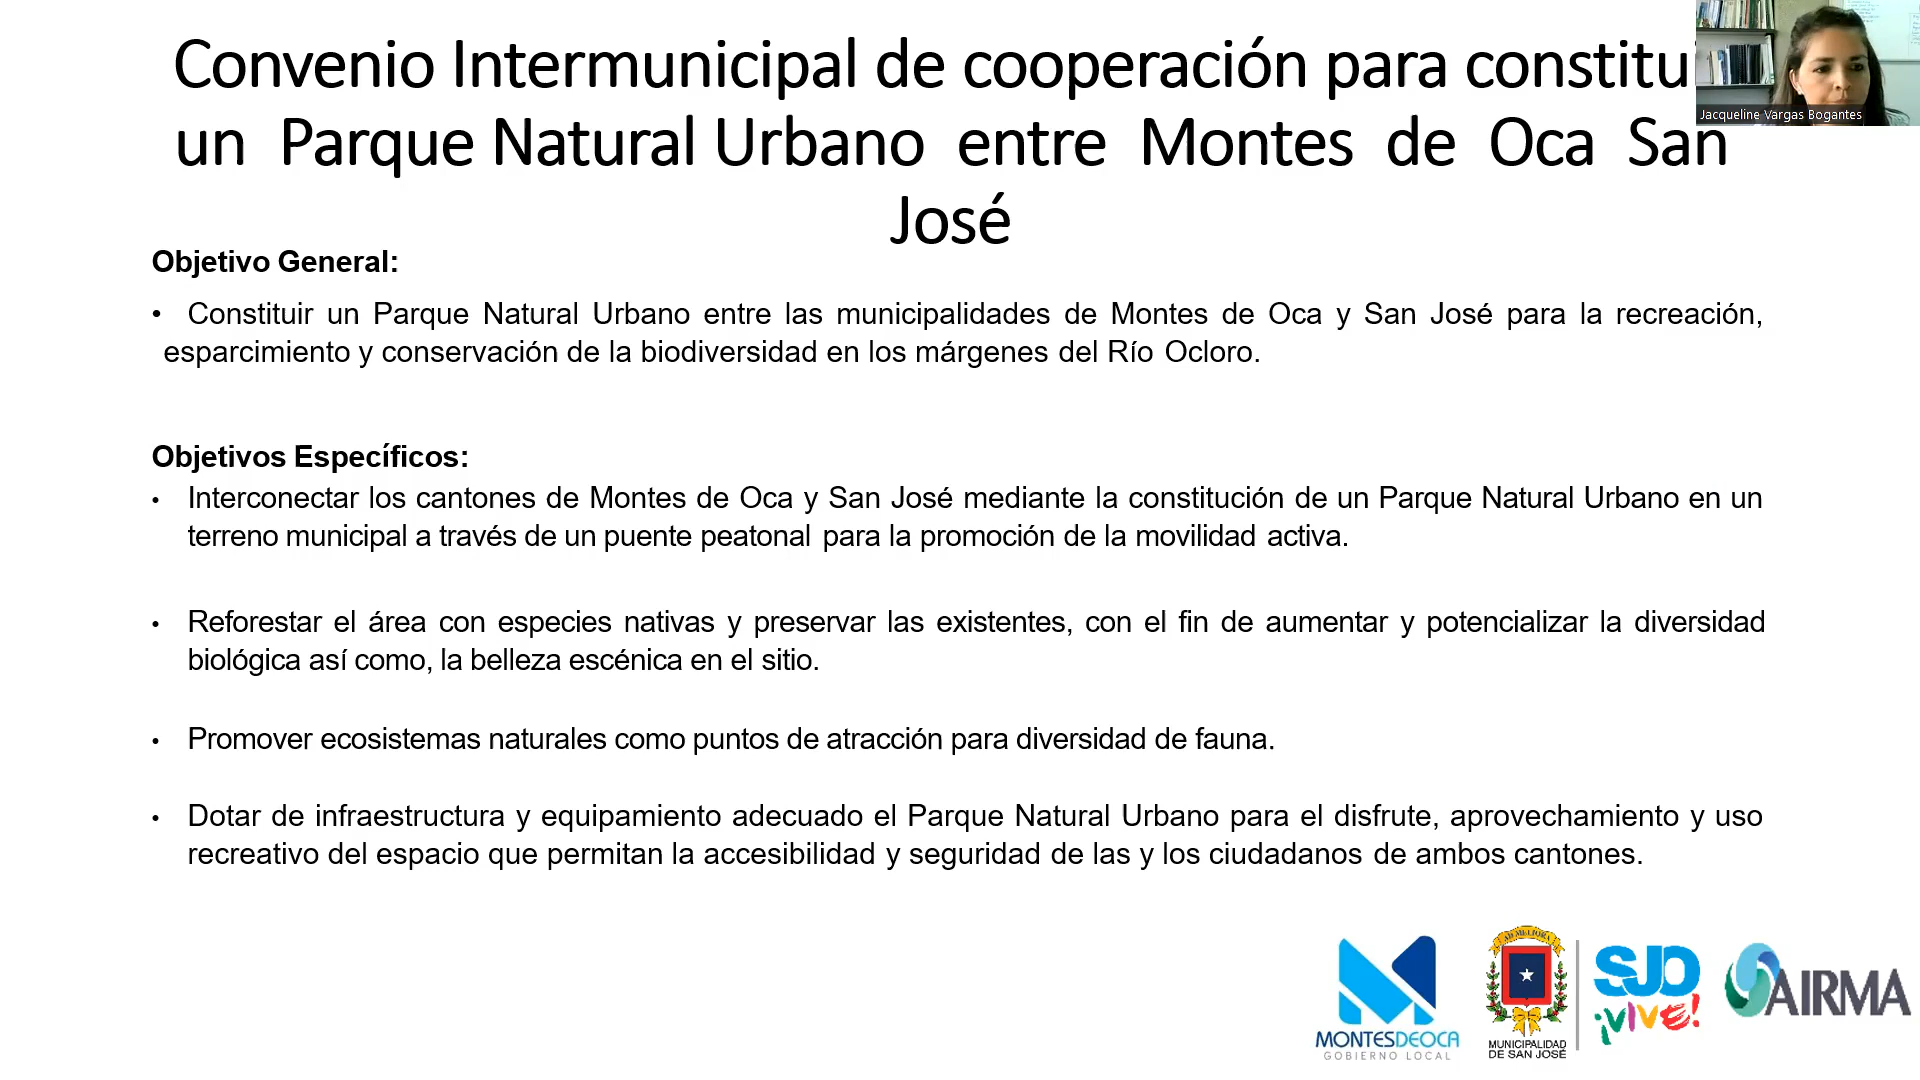 Convenio Intermunicipal de cooperación para constitui
un Parque Natural Urbano entre Montes de Oca San
José
Jacqueline Vargas Bogantes
Objetivo General:
• Constituir un Parque Natural Urbano entre las municipalidades de Montes de Oca y San José para la recreación,
esparcimiento y conservación de la biodiversidad en los márgenes del Río Ocloro.
Objetivos Específicos:
• Interconectar los cantones de Montes de Oca y San José mediante la constitución de un Parque Natural Urbano en un
terreno municipal a través de un puente peatonal para la promoción de la movilidad activa.
• Reforestar el área con especies nativas y preservar las existentes, con el fin de aumentar y potencializar la diversidad
biológica así como, la belleza escénica en el sitio.
• Promover ecosistemas naturales como puntos de atracción para diversidad de fauna.
• Dotar de infraestructura y equipamiento adecuado el Parque Natural Urbano para el disfrute, aprovechamiento y uso
recreativo del espacio que permitan la accesibilidad y seguridad de las y los ciudadanos de ambos cantones.
MONTESDEOCA
GOBIERNO LOCAL
AD MELIORA
MUNICIPALIDAD
DE SAN JOSÉ
SJO
¡VIVE!
AIRMA